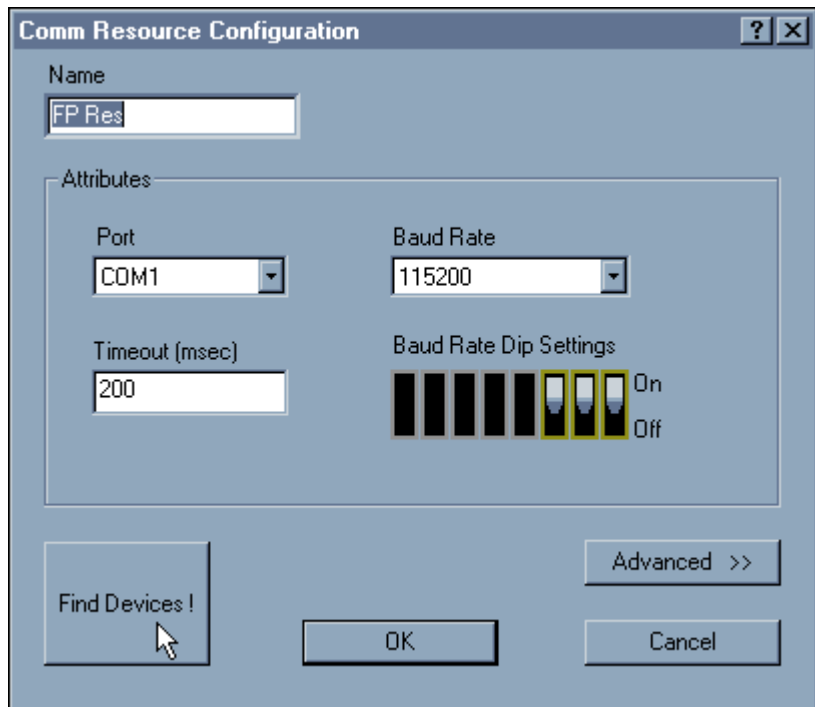 Comm Resource Configuration
Name
FP Res
Attributes
Port
Baud Rate
COM1
115200
Timeout (msec)
Baud Rate Dip Settings
200
On
Off
Advanced >>
Find Devices !
OK
Cancel